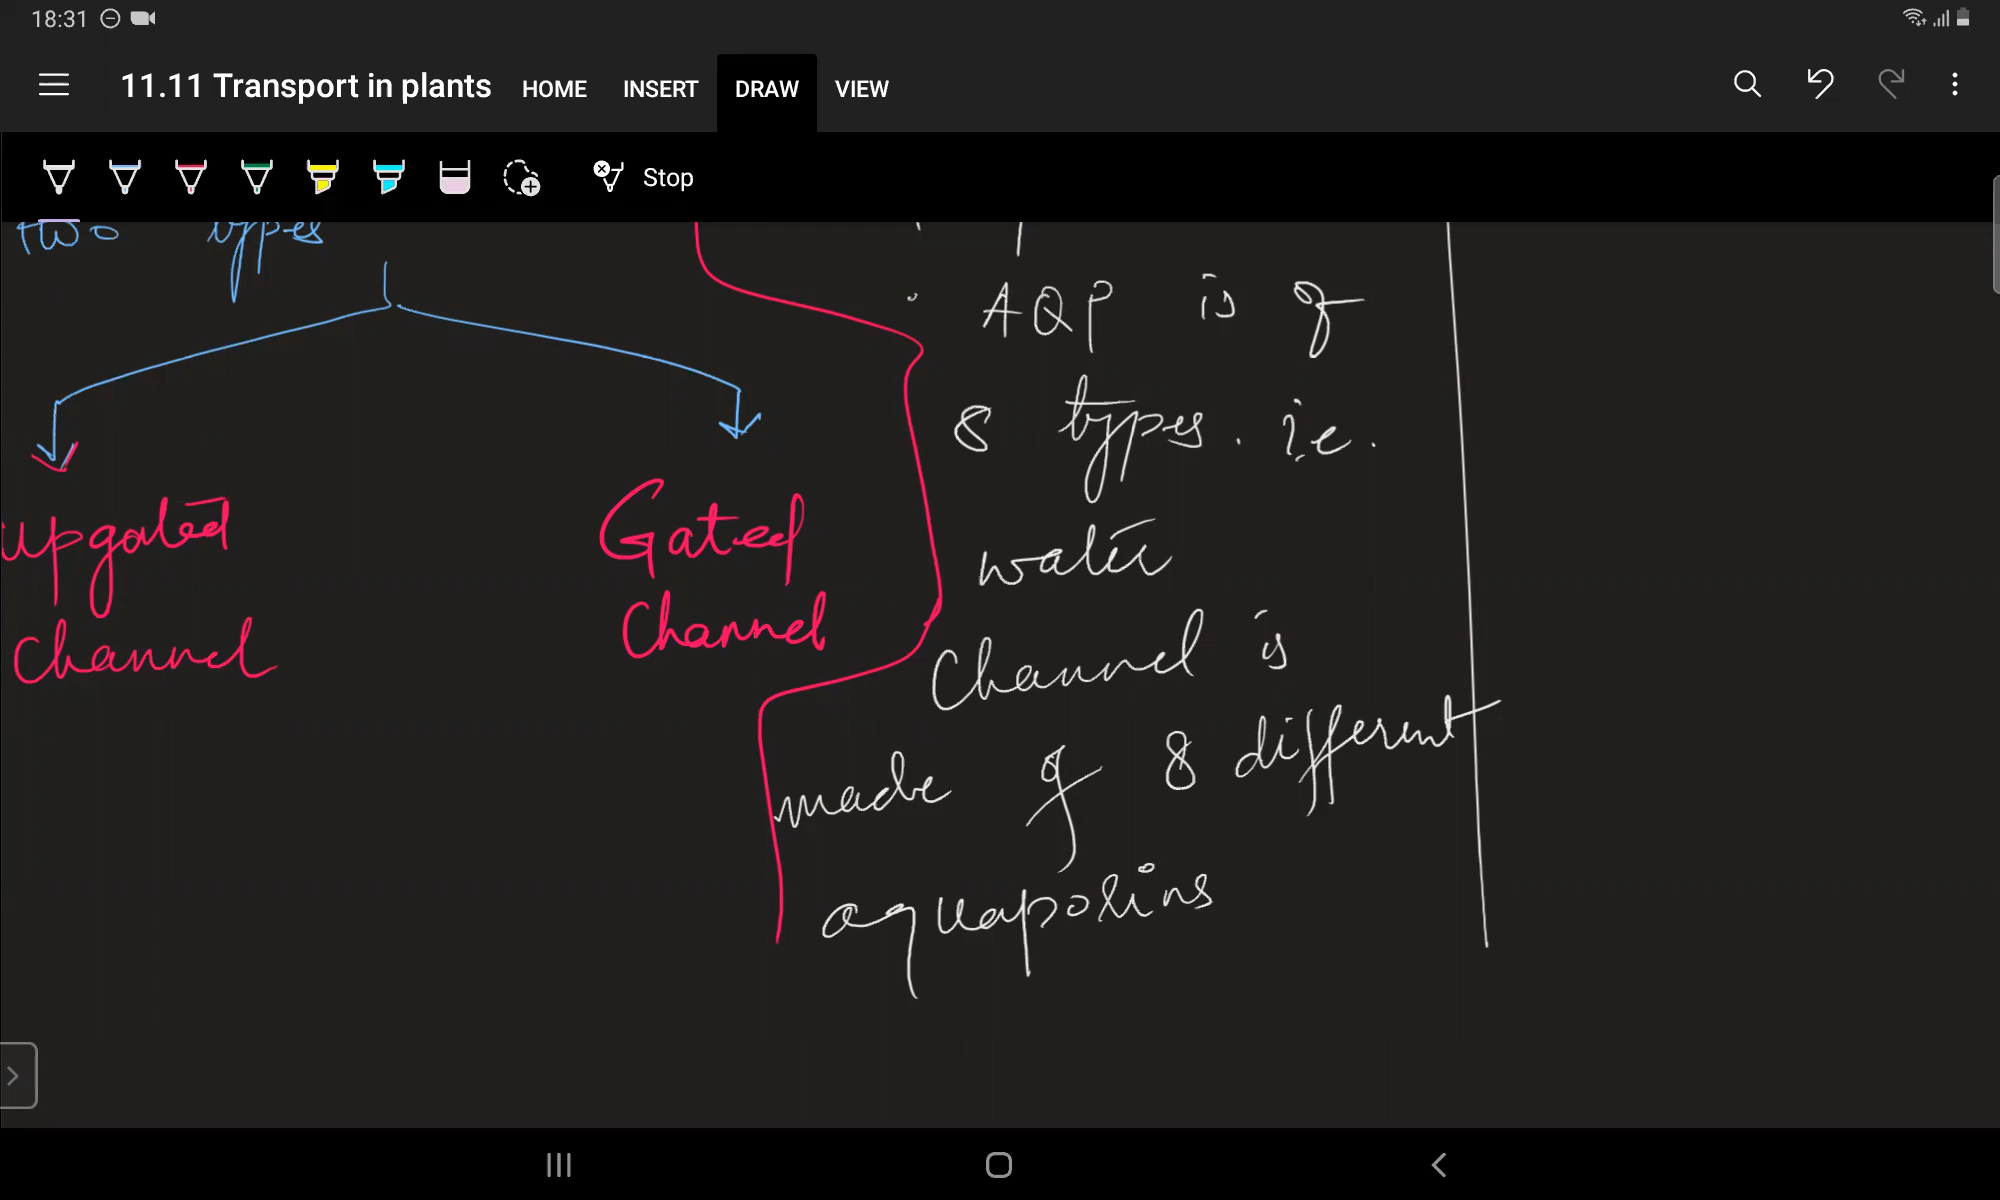 18:31
11.11 Transport in plants HOME INSERT DRAW VIEW
Stop
two types
upgated
channel
Gated
Channel
AQP is of
8 types. i.e.
water
Channel is
made of 8 different
aquaporins